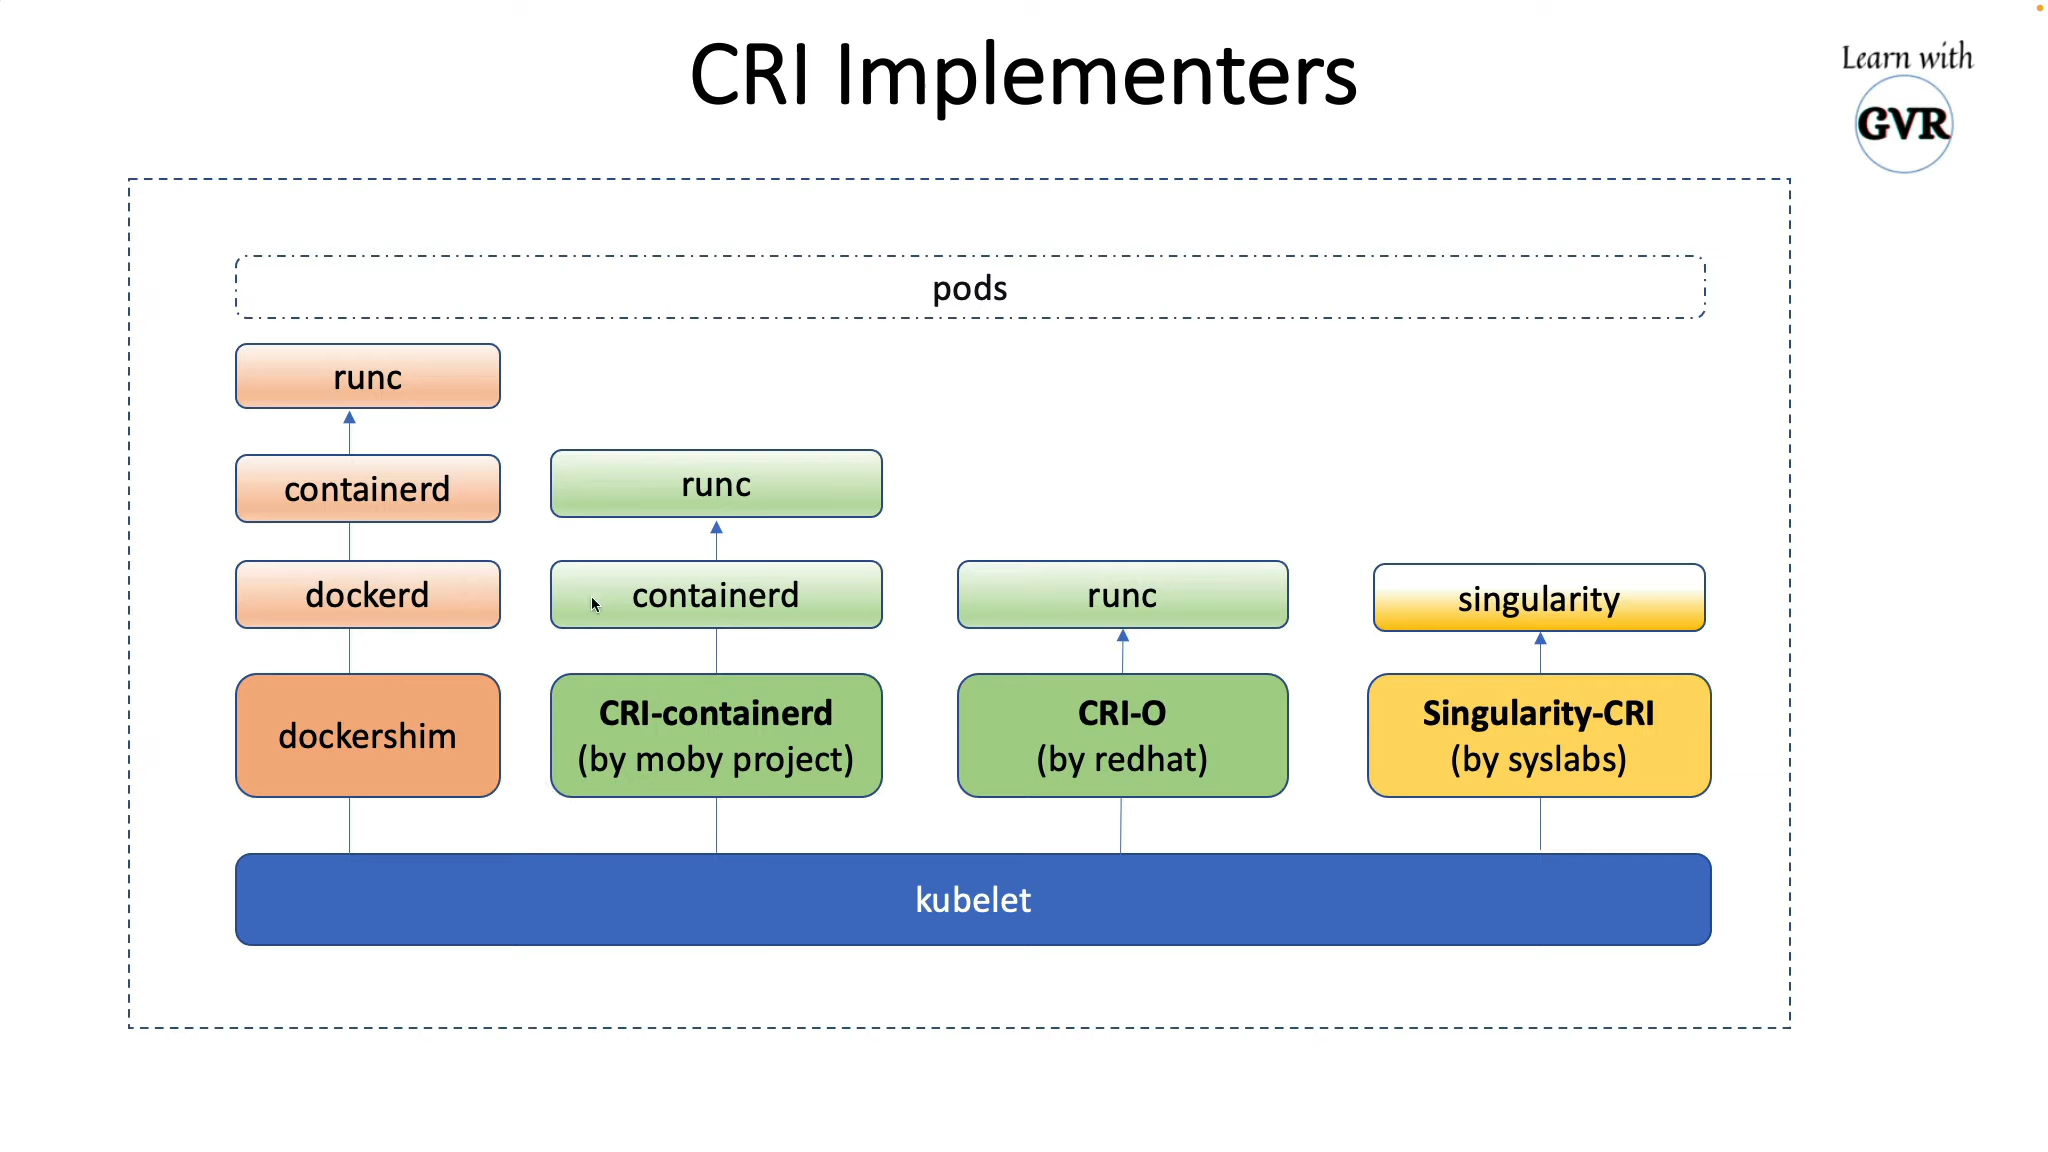 CRI Implementers
Learn with
GVR
pods
runc
containerd
runc
containerd
dockerd
containerd
runc
singularity
dockershim
CRI-containerd
(by moby project)
CRI-O
(by redhat)
Singularity-CRI
(by syslabs)
kubelet